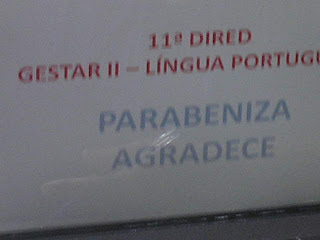 11ª DIRED
GESTAR II – LÍNGUA PORTUGU
PARABENIZA
AGRADECE